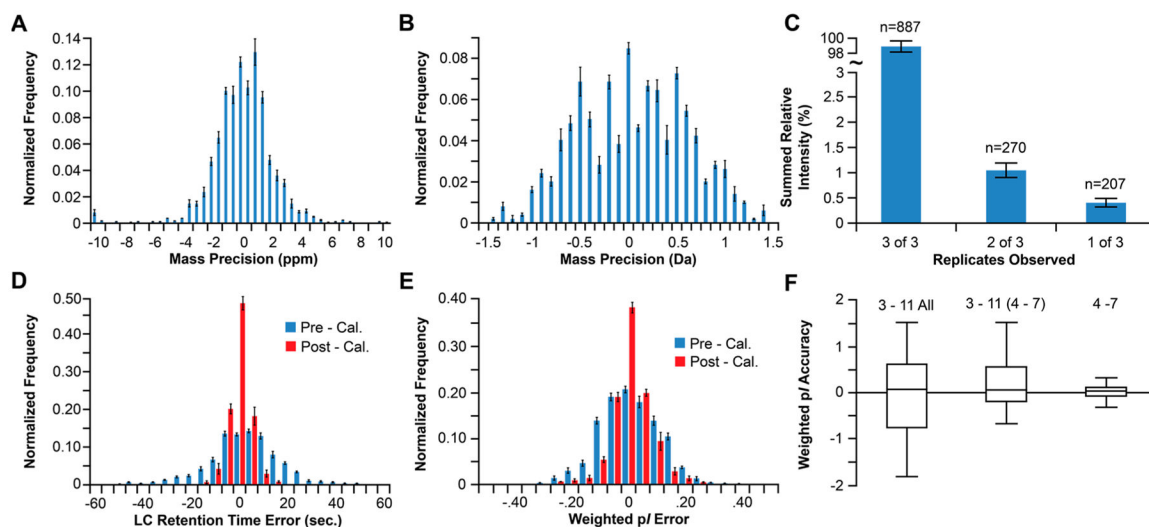 A
Normalized Frequency
0.14
0.12
0.10
0.08
0.06
0.04
0.02
0
-10 -8 -6 -4 -2 0 2 4 6 8 10
Mass Precision (ppm)
B
Normalized Frequency
0.08
0.06
0.04
0.02
0
-1.5 -1 -0.5 0 0.5 1.0 1.5
Mass Precision (Da)
C
Summed Relative
Intensity (%)
100
98
~
3
2
1
0.5
0
n=887
n=270
n=207
3 of 3 2 of 3 1 of 3
Replicates Observed
D
Normalized Frequency
0.50
0.40
0.30
0.20
0.10
0
Pre - Cal.
Post - Cal.
-60 -40 -20 0 20 40 60
LC Retention Time Error (sec.)
E
Normalized Frequency
0.40
0.30
0.20
0.10
0.00
Pre - Cal.
Post - Cal.
-.40 -.20 0 .20 .40
Weighted pI Error
F
Weighted pI Accuracy
2
1
0
-1
-2
3 - 11 All 3 - 11 (4 - 7) 4 -7